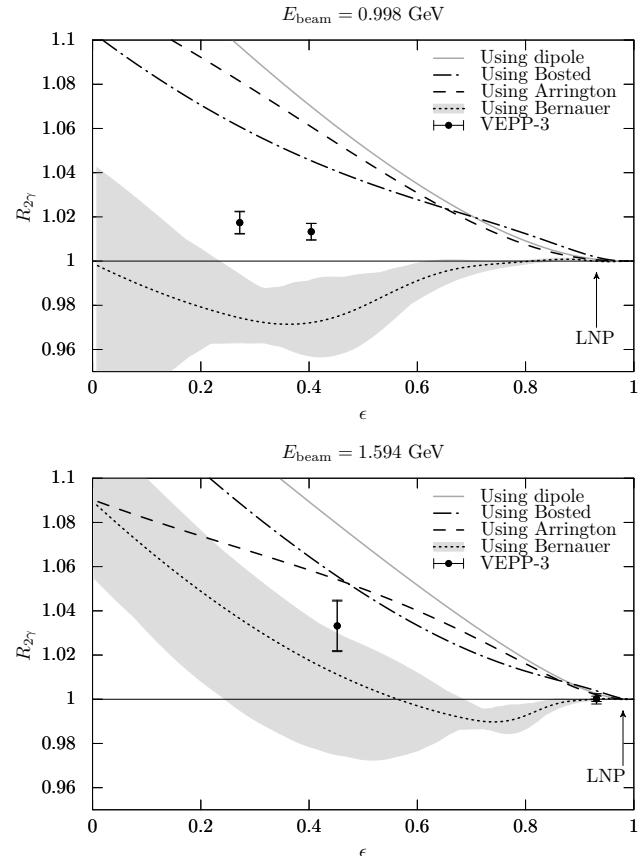 E_beam = 0.998 GeV
1.1
1.08
1.06
1.04
1.02
1
0.98
0.96
R_2γ
Using dipole
Using Bosted
Using Arrington
Using Bernauer
VEPP-3
LNP
0 0.2 0.4 0.6 0.8 1
ϵ
E_beam = 1.594 GeV
1.1
1.08
1.06
1.04
1.02
1
0.98
0.96
R_2γ
Using dipole
Using Bosted
Using Arrington
Using Bernauer
VEPP-3
LNP
0 0.2 0.4 0.6 0.8 1
ϵ